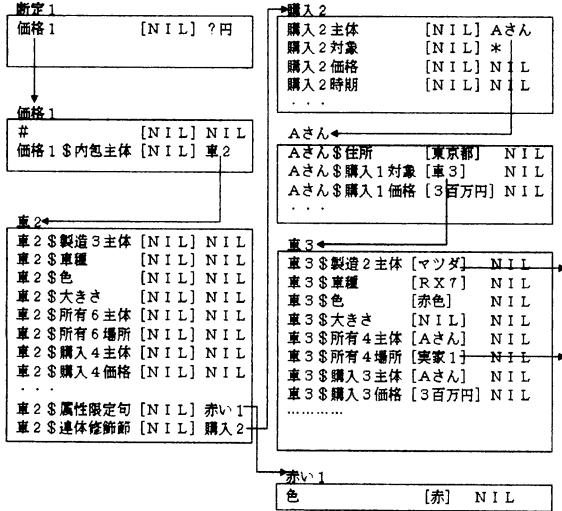 断定1
価格1 [NIL] ?円
価格1
# [NIL] NIL
価格1$内包主体 [NIL] 車2
車2
車2$製造3主体 [NIL] NIL
車2$車種 [NIL] NIL
車2$色 [NIL] NIL
車2$大きさ [NIL] NIL
車2$所有6主体 [NIL] NIL
車2$所有6場所 [NIL] NIL
車2$購入4主体 [NIL] NIL
車2$購入4価格 [NIL] NIL
・・・
車2$属性限定句 [NIL] 赤い1
車2$連体修飾節 [NIL] 購入2
購入2
購入2主体 [NIL] Aさん
購入2対象 [NIL] *
購入2価格 [NIL] NIL
購入2時期 [NIL] NIL
・・・
Aさん
Aさん$住所 [東京都] NIL
Aさん$購入1対象 [車3] NIL
Aさん$購入1価格 [3百万円] NIL
・・・
車3
車3$製造2主体 [マツダ] NIL
車3$車種 [RX7] NIL
車3$色 [赤色] NIL
車3$大きさ [NIL] NIL
車3$所有4主体 [Aさん] NIL
車3$所有4場所 [実家1] NIL
車3$購入3主体 [Aさん] NIL
車3$購入3価格 [3百万円] NIL
…………
赤い1
色 [赤] NIL